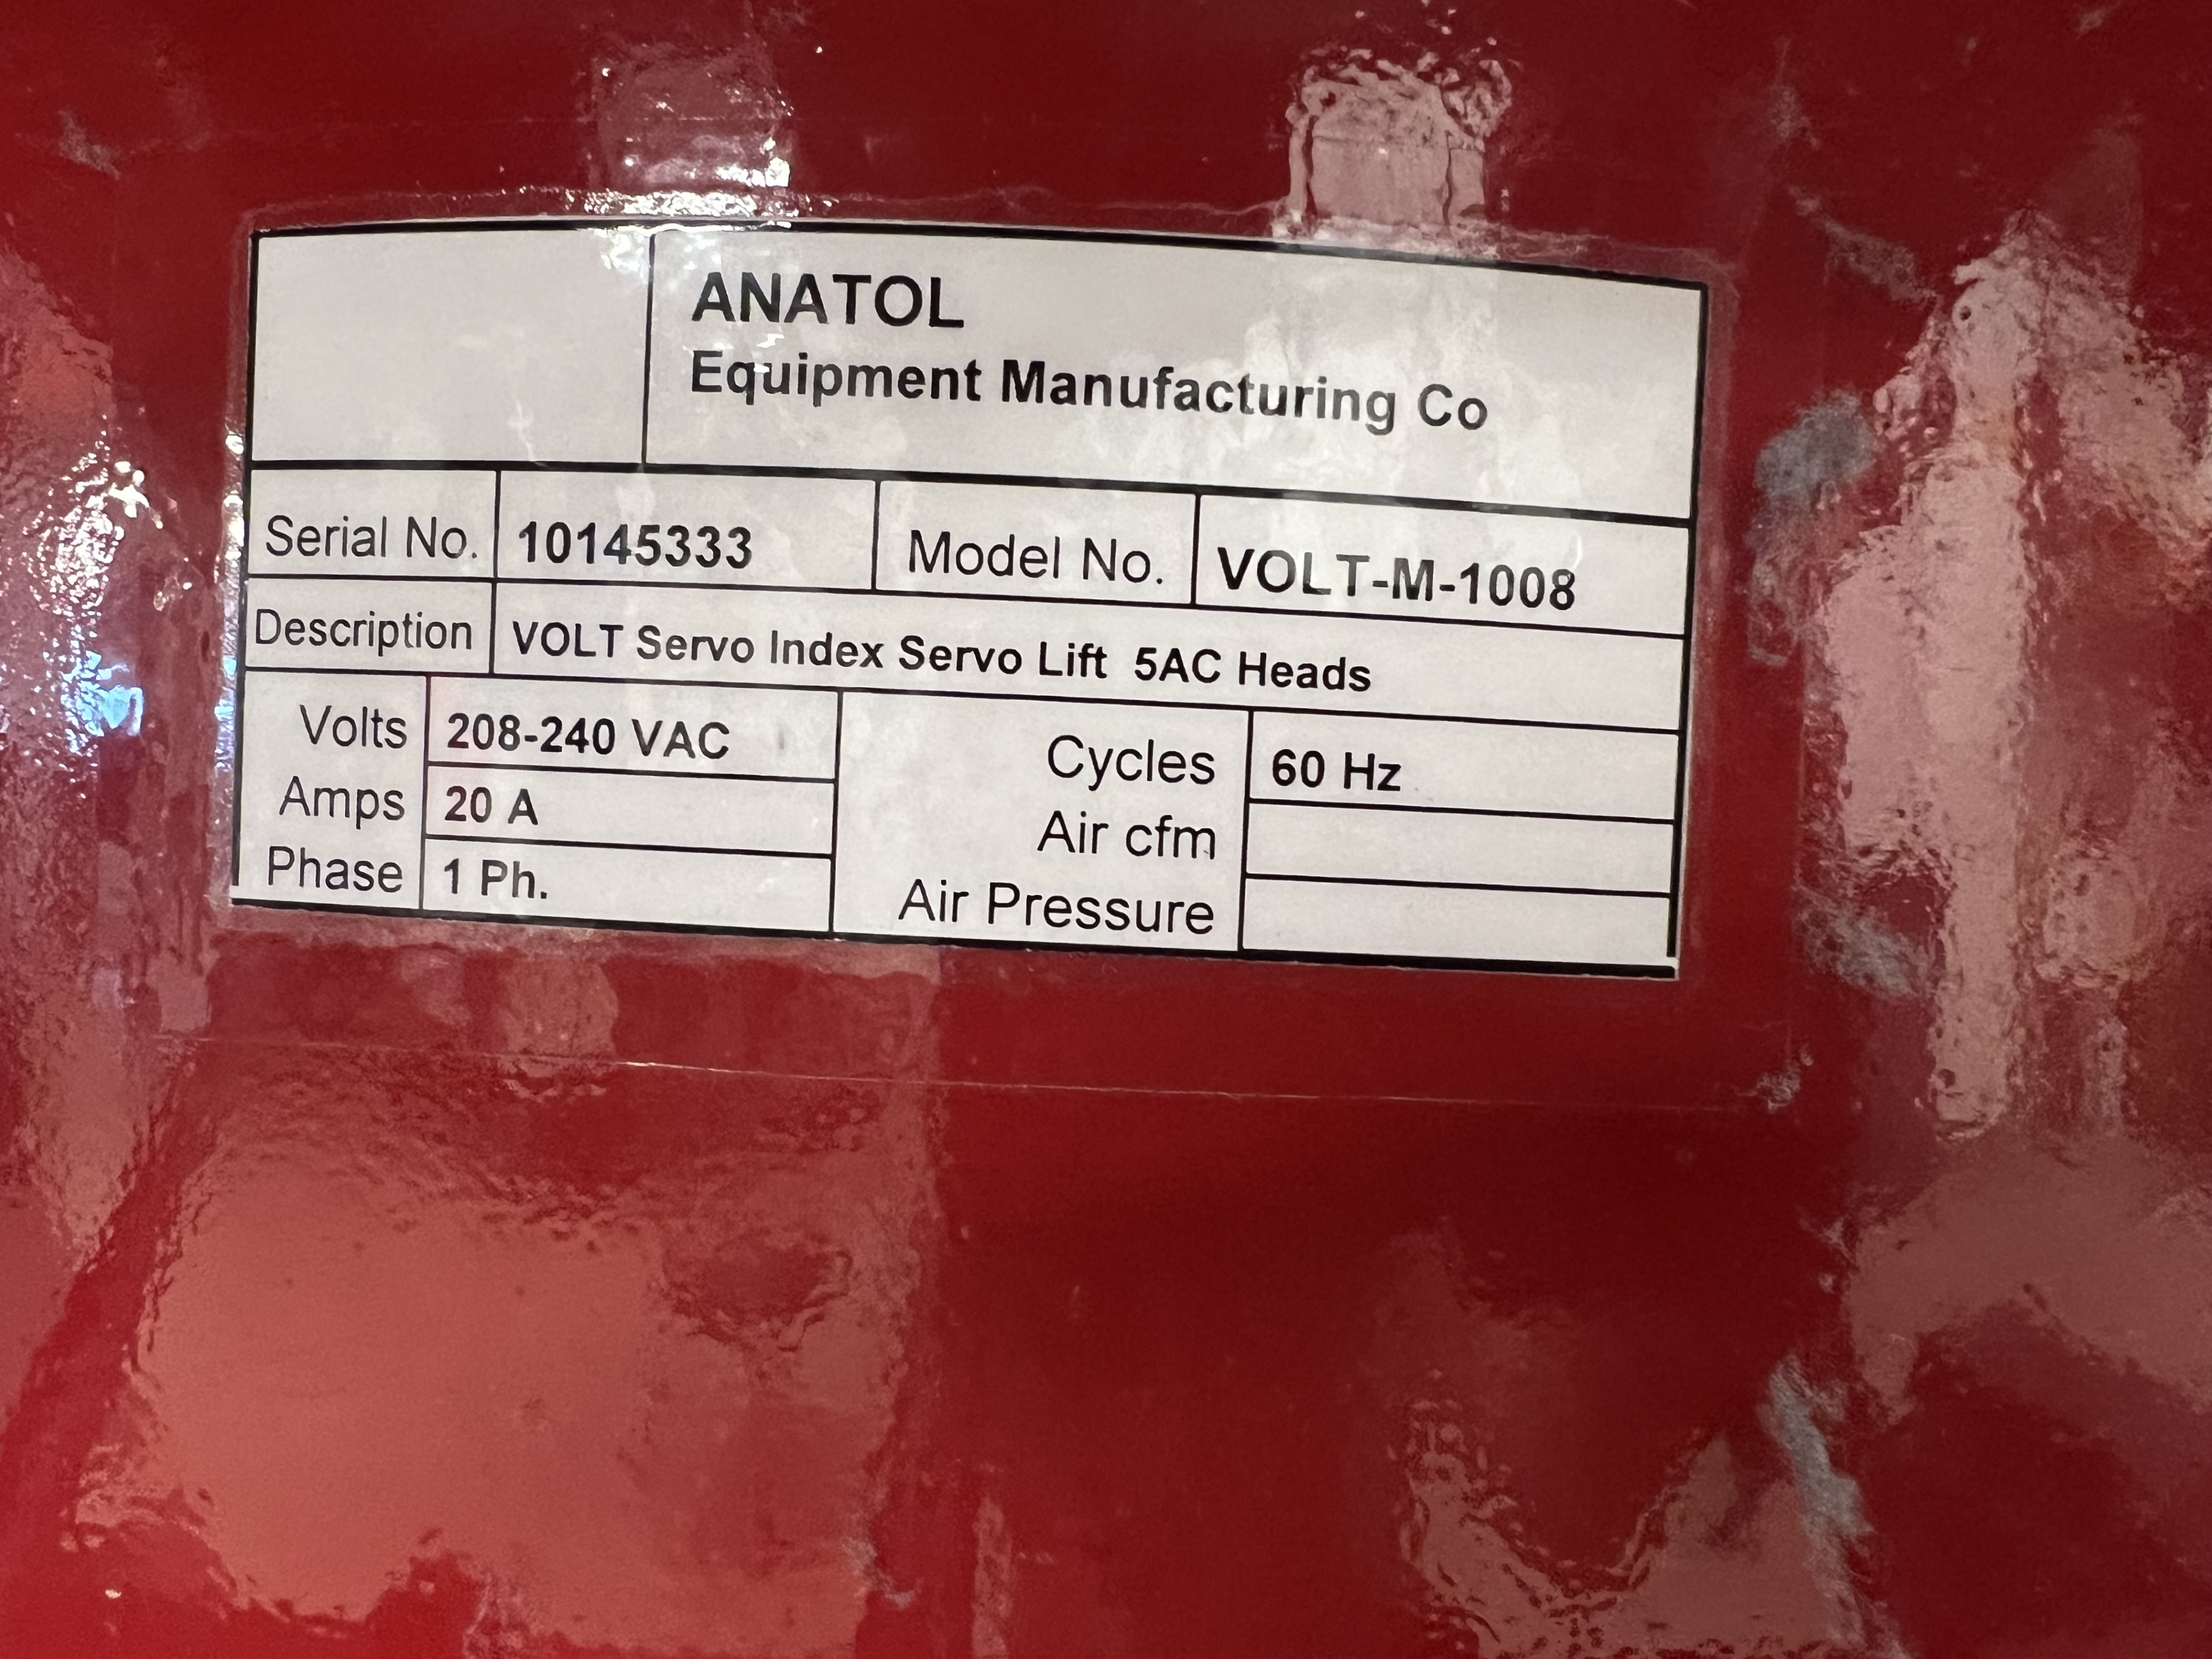 ANATOL
Equipment Manufacturing Co
Serial No. 10145333 Model No. VOLT-M-1008
Description VOLT Servo Index Servo Lift 5AC Heads
Volts 208-240 VAC Cycles 60 Hz
Amps 20 A Air cfm
Phase 1 Ph. Air Pressure